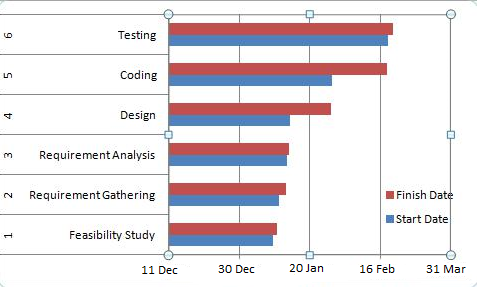 6 Testing
5 Coding
4 Design
3 Requirement Analysis
2 Requirement Gathering
Finish Date
Start Date
1 Feasibility Study
11 Dec 30 Dec 20 Jan 16 Feb 31 Mar